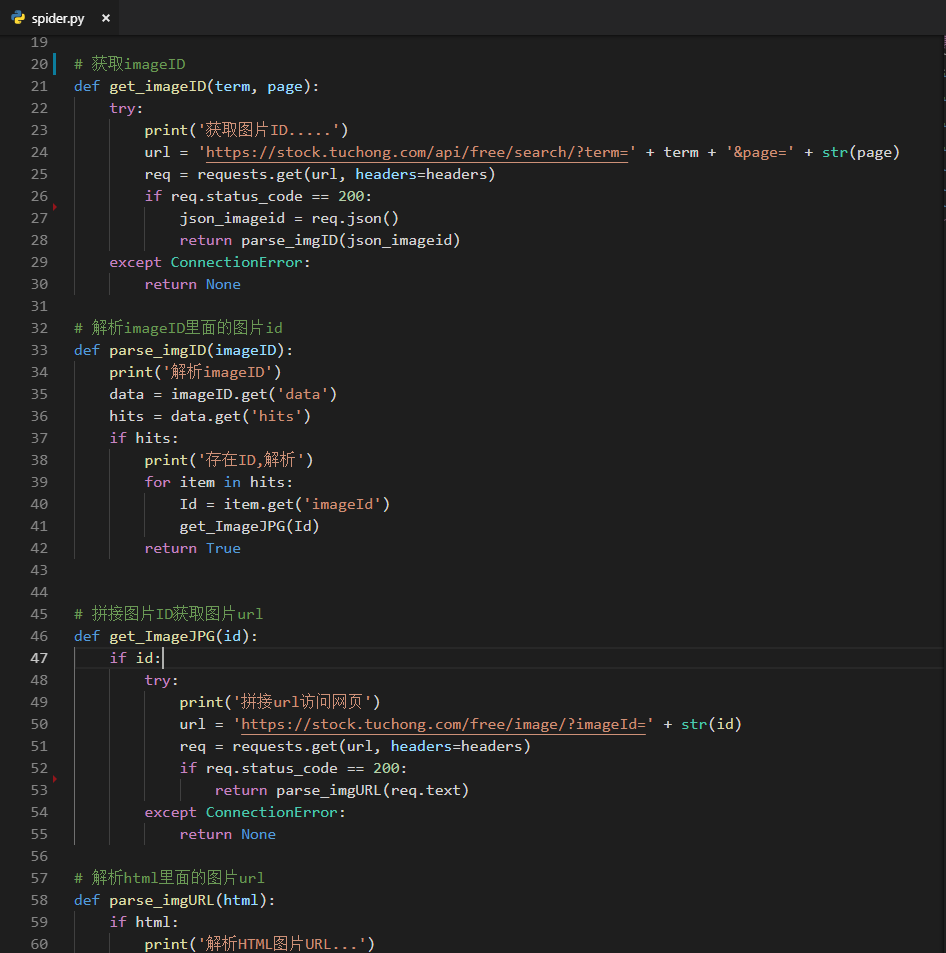 spider.py ×
19
20 # 获取imageID
21 def get_imageID(term, page):
22     try:
23         print('获取图片ID.....')
24         url = 'https://stock.tuchong.com/api/free/search/?term=' + term + '&page=' + str(page)
25         req = requests.get(url, headers=headers)
26         if req.status_code == 200:
27             json_imageid = req.json()
28             return parse_imgID(json_imageid)
29     except ConnectionError:
30         return None
31
32 # 解析imageID里面的图片id
33 def parse_imgID(imageID):
34     print('解析imageID')
35     data = imageID.get('data')
36     hits = data.get('hits')
37     if hits:
38         print('存在ID,解析')
39         for item in hits:
40             Id = item.get('imageId')
41             get_ImageJPG(Id)
42         return True
43
44
45 # 拼接图片ID获取图片url
46 def get_ImageJPG(id):
47     if id:
48         try:
49             print('拼接url访问网页')
50             url = 'https://stock.tuchong.com/free/image/?imageId=' + str(id)
51             req = requests.get(url, headers=headers)
52             if req.status_code == 200:
53                 return parse_imgURL(req.text)
54         except ConnectionError:
55             return None
56
57 # 解析html里面的图片url
58 def parse_imgURL(html):
59     if html:
60         print('解析HTML图片URL...')